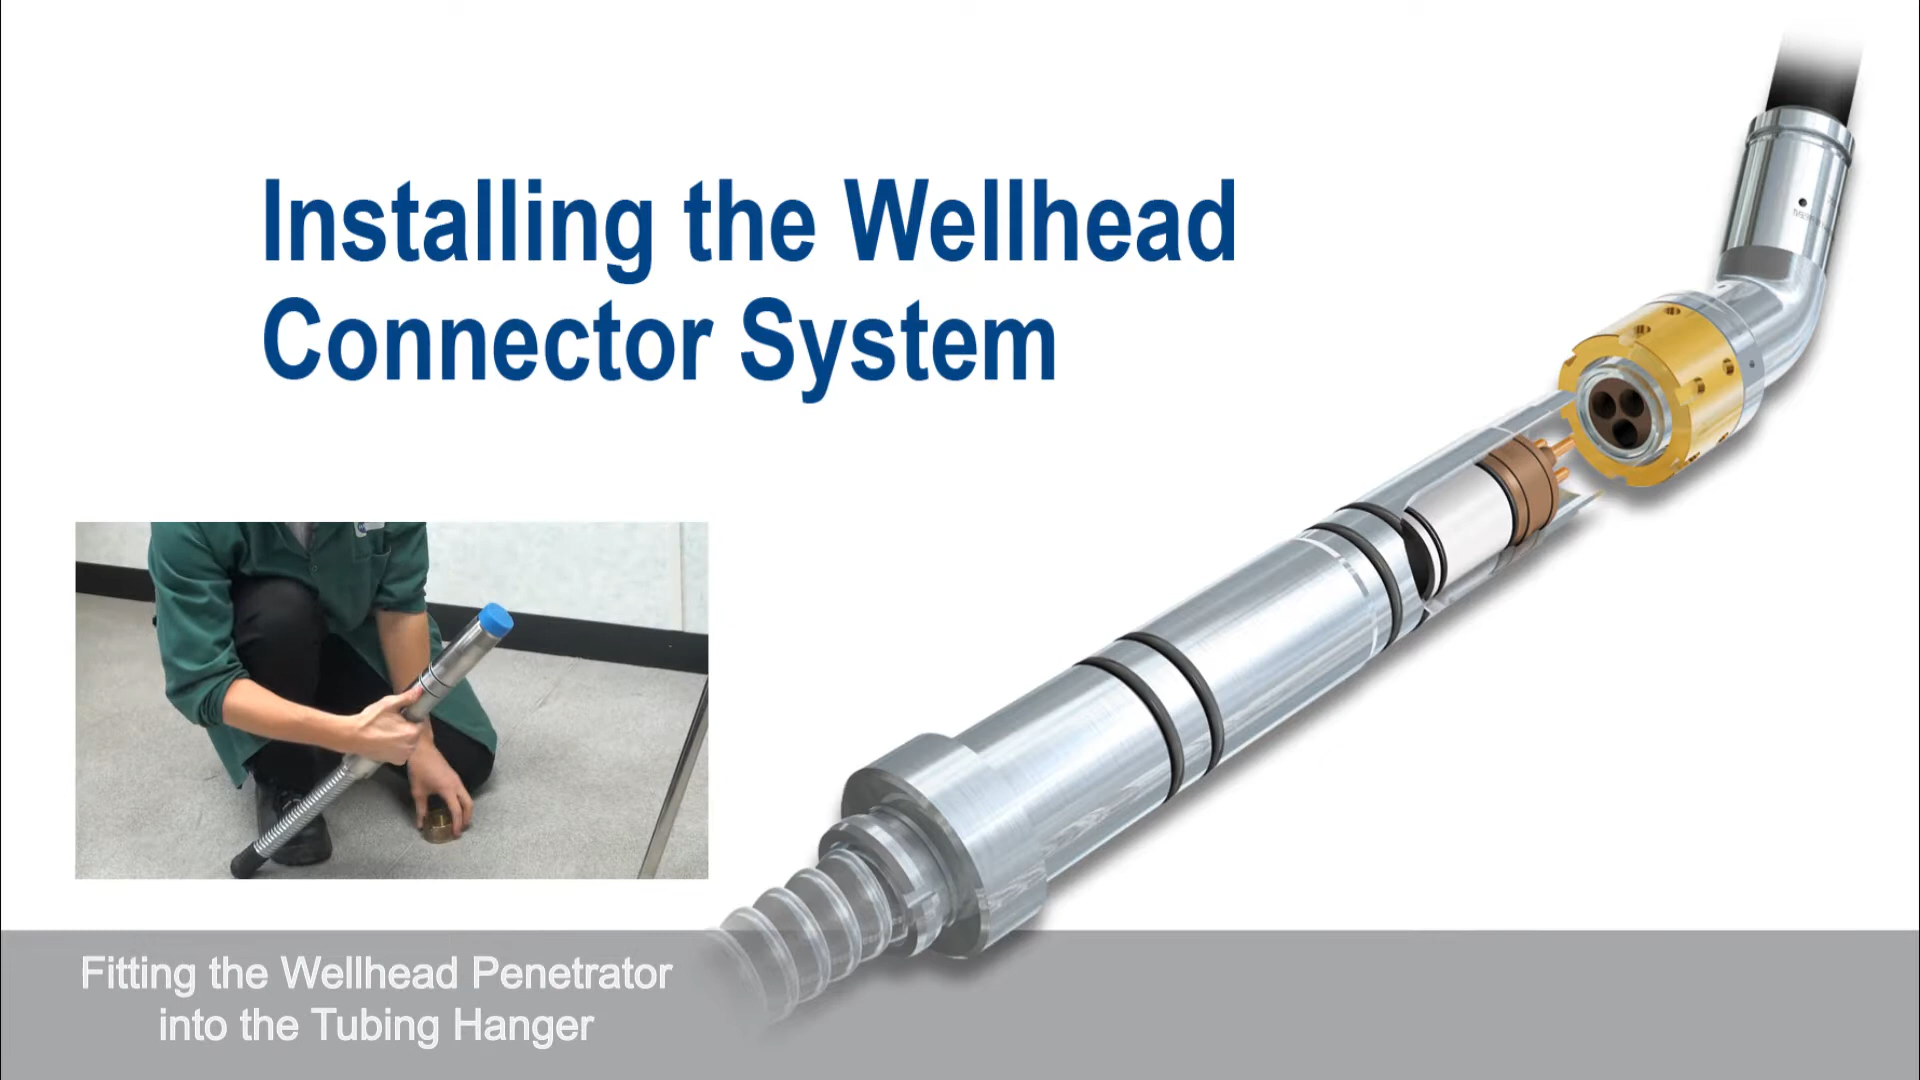 Installing the Wellhead
Connector System
Fitting the Wellhead Penetrator
into the Tubing Hanger